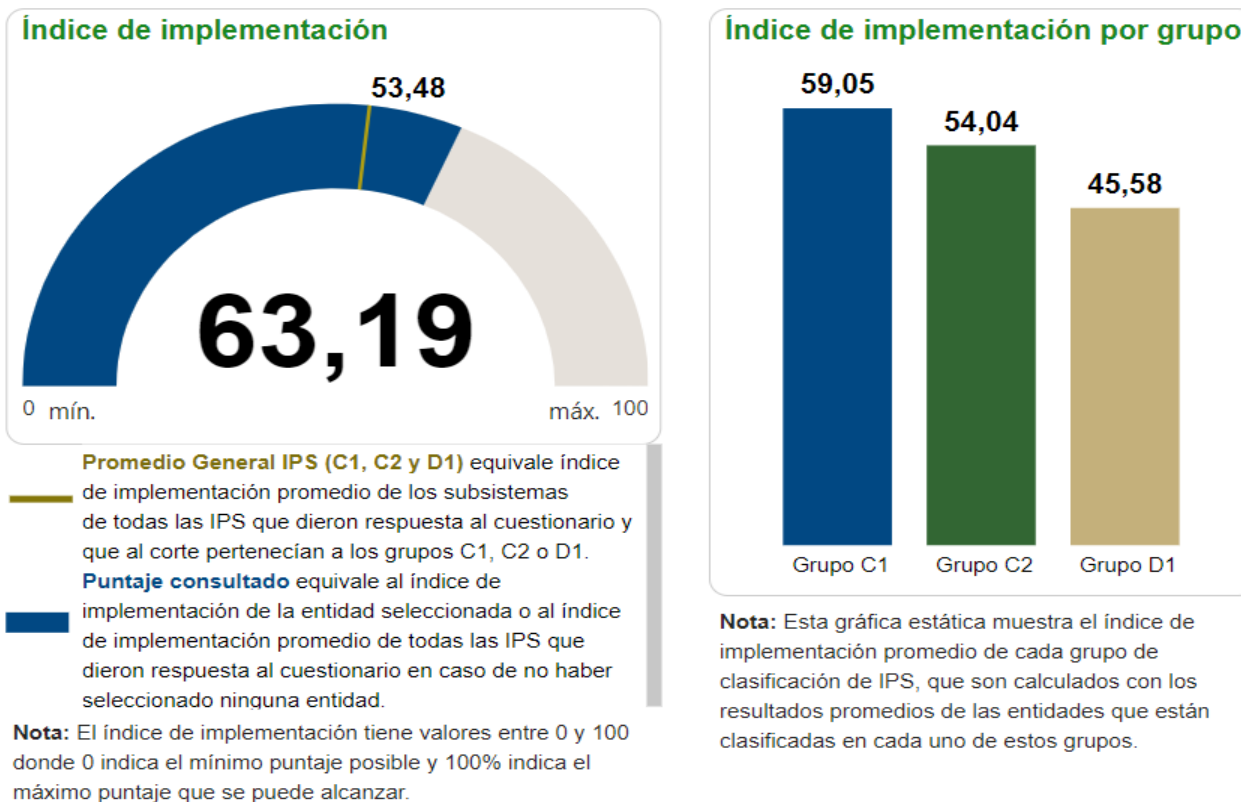 Índice de implementación
53,48
63,19
0 mín.
máx. 100
Promedio General IPS (C1, C2 y D1) equivale índice
de implementación promedio de los subsistemas
de todas las IPS que dieron respuesta al cuestionario y
que al corte pertenecían a los grupos C1, C2 o D1.
Puntaje consultado equivale al índice de
implementación de la entidad seleccionada o al índice
de implementación promedio de todas las IPS que
dieron respuesta al cuestionario en caso de no haber
seleccionado ninguna entidad.
Nota: El índice de implementación tiene valores entre 0 y 100
donde 0 indica el mínimo puntaje posible y 100% indica el
máximo puntaje que se puede alcanzar.
Índice de implementación por grupo
59,05
54,04
45,58
Grupo C1
Grupo C2
Grupo D1
Nota: Esta gráfica estática muestra el índice de
implementación promedio de cada grupo de
clasificación de IPS, que son calculados con los
resultados promedios de las entidades que están
clasificadas en cada uno de estos grupos.